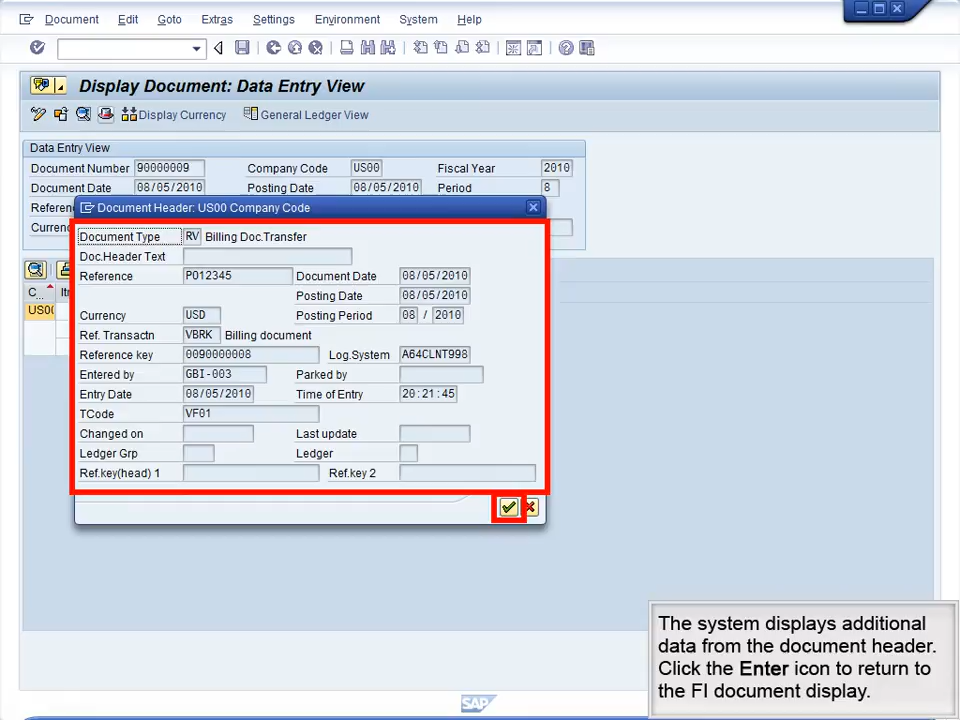 Document Edit Goto Extras Settings Environment System Help
Display Document: Data Entry View
Display Currency General Ledger View
Data Entry View
Document Number 90000009 Company Code US00 Fiscal Year 2010
Document Date 08/05/2010 Posting Date 08/05/2010 Period 8
Document Header: US00 Company Code
Document Type RV Billing Doc.Transfer
Doc.Header Text
Reference PO12345 Document Date 08/05/2010
Posting Date 08/05/2010
Currency USD Posting Period 08 / 2010
Ref. Transactn VBRK Billing document
Reference key 0090000008 Log.System A64CLNT998
Entered by GBI-003 Parked by
Entry Date 08/05/2010 Time of Entry 20:21:45
TCode VF01
Changed on Last update
Ledger Grp Ledger
Ref.key(head) 1 Ref.key 2
C...
US00
The system displays additional
data from the document header.
Click the Enter icon to return to
the FI document display.
SAP